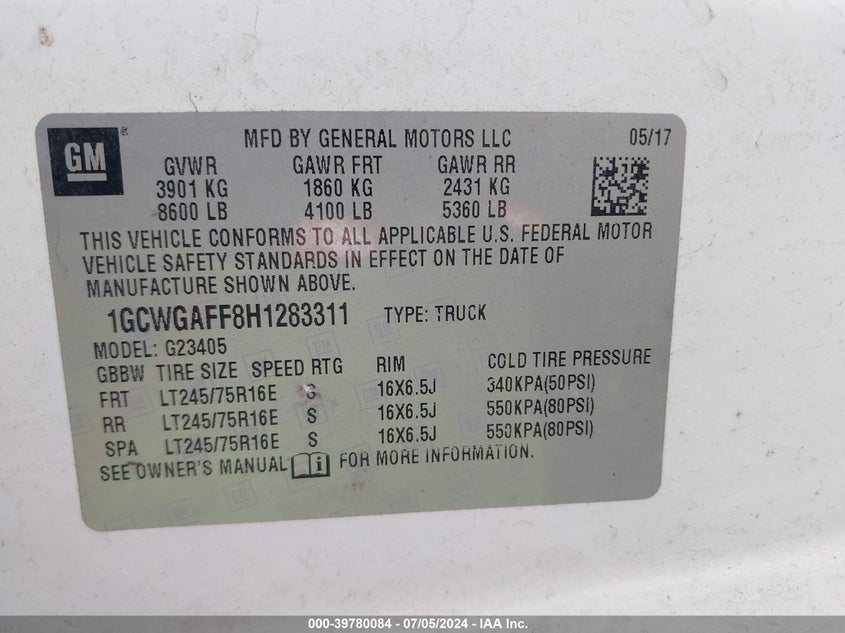 GM ® MFD BY GENERAL MOTORS LLC 05/17
GVWR GAWR FRT GAWR RR
3901 KG 1860 KG 2431 KG
8600 LB 4100 LB 5360 LB
THIS VEHICLE CONFORMS TO ALL APPLICABLE U.S. FEDERAL MOTOR
VEHICLE SAFETY STANDARDS IN EFFECT ON THE DATE OF
MANUFACTURE SHOWN ABOVE.
1GCWGAFF8H1283311 TYPE: TRUCK
MODEL: G23405
GBBW TIRE SIZE SPEED RTG RIM COLD TIRE PRESSURE
FRT LT245/75R16E S 16X6.5J 340KPA(50PSI)
RR LT245/75R16E S 16X6.5J 550KPA(80PSI)
SPA LT245/75R16E S 16X6.5J 550KPA(80PSI)
SEE OWNER'S MANUAL i FOR MORE INFORMATION.
000-39780084 - 07/05/2024 - IAA Inc.